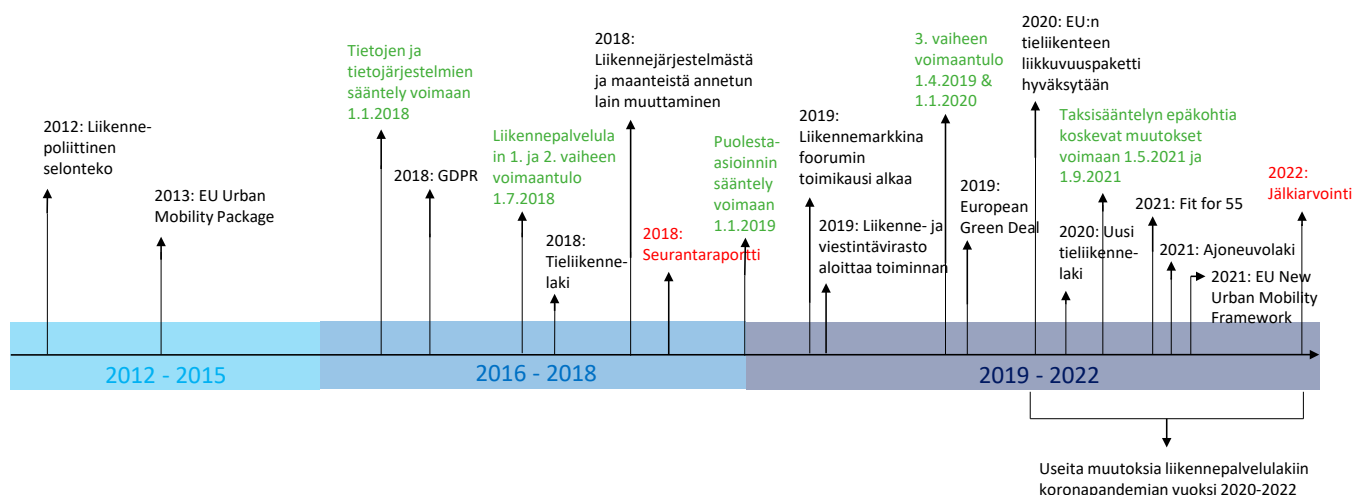 2012: Liikenne-
poliittinen
selonteko
2013: EU Urban
Mobility Package
Tietojen ja
tietojärjestelmien
sääntely voimaan
1.1.2018
2018: GDPR
Liikennepalvelula
in 1. ja 2. vaiheen
voimaantulo
1.7.2018
2018:
Tieliikenne-
laki
2018:
Liikennejärjestelmästä
ja maanteistä annetun
lain muuttaminen
2018:
Seurantaraportti
Puolesta-
asioinnin
sääntely
voimaan
1.1.2019
2019:
Liikennemarkkina
foorumin
toimikausi alkaa
2019: Liikenne- ja
viestintävirasto
aloittaa toiminnan
3. vaiheen
voimaantulo
1.4.2019 &
1.1.2020
2019:
European
Green Deal
2020: EU:n
tieliikenteen
liikkuvuuspaketti
hyväksytään
2020: Uusi
tieliikenne-
laki
Taksisääntelyn epäkohtia
koskevat muutokset
voimaan 1.5.2021 ja
1.9.2021
2021: Fit for 55
2021: Ajoneuvolaki
2021: EU New
Urban Mobility
Framework
2022:
Jälkiarvointi
2012 - 2015
2016 - 2018
2019 - 2022
Useita muutoksia liikennepalvelulakiin
koronapandemian vuoksi 2020-2022